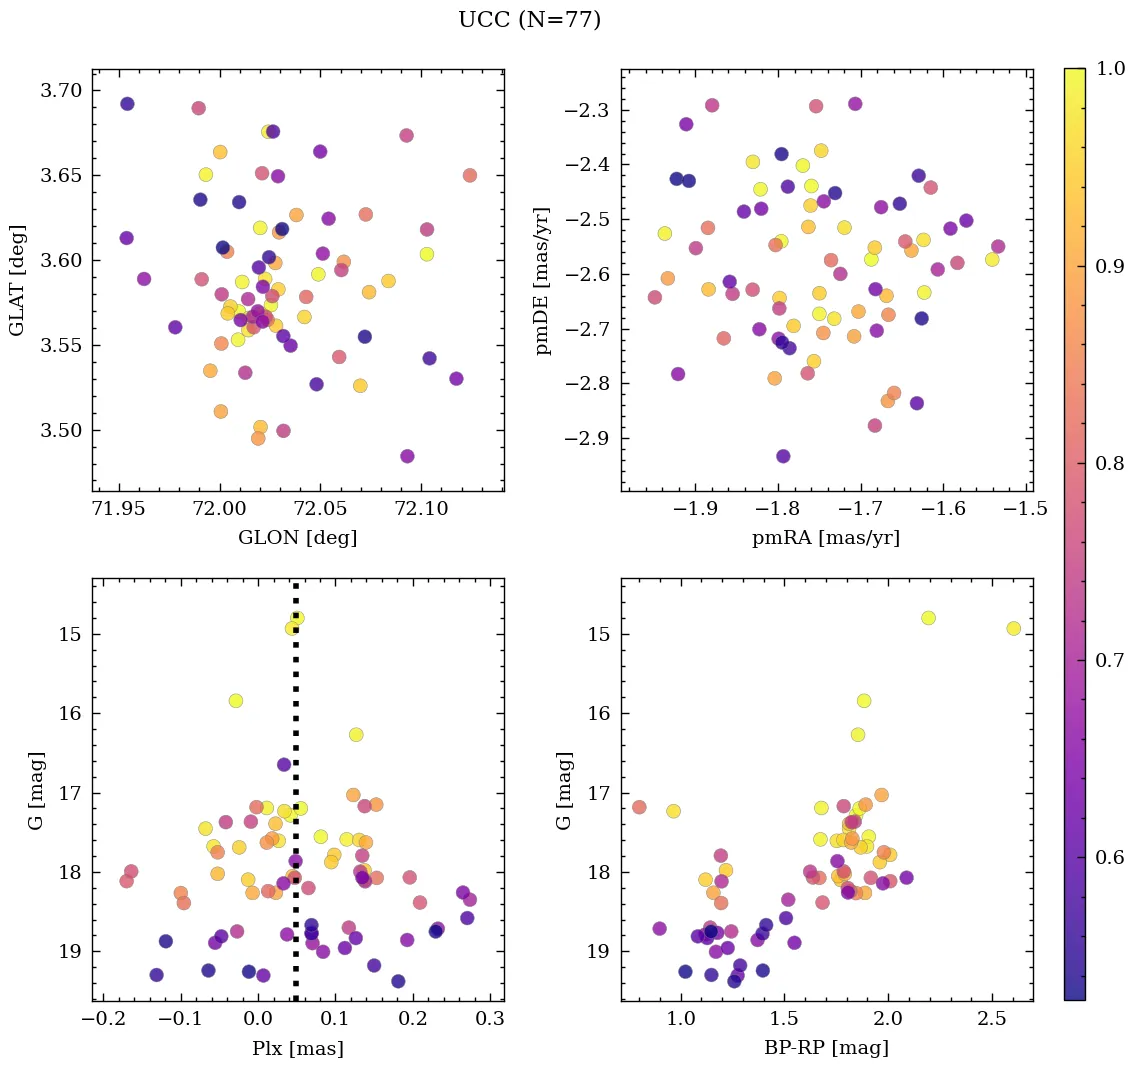 UCC (N=77)
3.70
3.65
3.60
3.55
3.50
GLAT [deg]
71.95 72.00 72.05 72.10
GLON [deg]
−2.3
−2.4
−2.5
−2.6
−2.7
−2.8
−2.9
pmDE [mas/yr]
−1.9 −1.8 −1.7 −1.6 −1.5
pmRA [mas/yr]
15
16
17
18
19
G [mag]
−0.2 −0.1 0.0 0.1 0.2 0.3
Plx [mas]
15
16
17
18
19
G [mag]
1.0 1.5 2.0 2.5
BP-RP [mag]
1.0
0.9
0.8
0.7
0.6